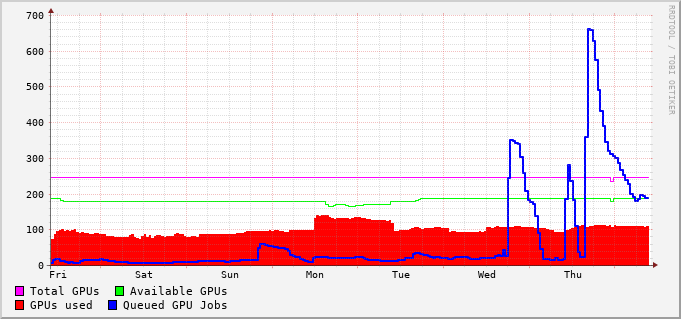 700
600
500
400
300
200
100
0
Fri Sat Sun Mon Tue Wed Thu
Total GPUs Available GPUs
GPUs used Queued GPU Jobs
RRDTOOL / TOBI OETIKER